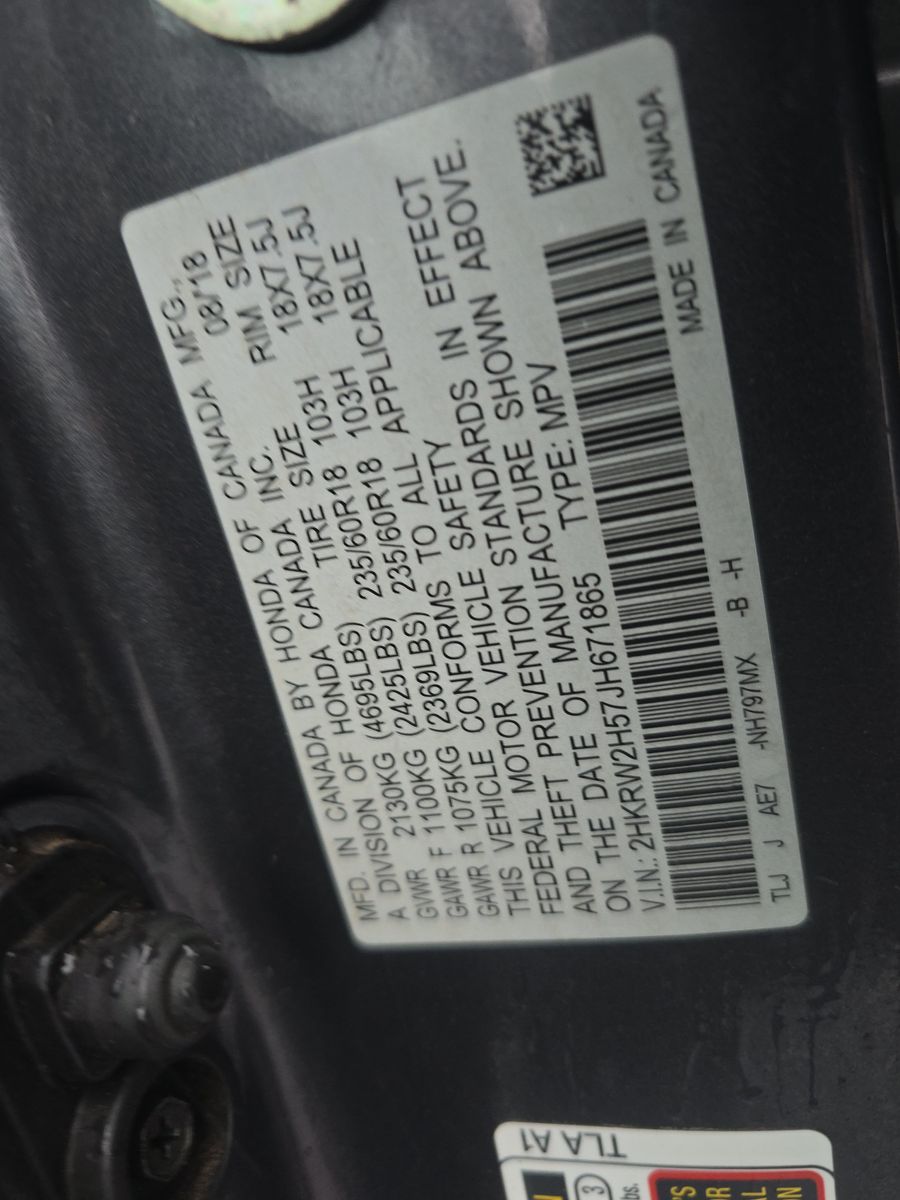 MFD. IN CANADA BY HONDA OF CANADA MFG.,
A DIVISION OF HONDA CANADA INC. 08/18
GVWR 2130KG (4695LBS) TIRE SIZE RIM SIZE
GAWR F 1100KG (2425LBS) 235/60R18 103H 18X7.5J
GAWR R 1075KG (2369LBS) 235/60R18 103H 18X7.5J
THIS VEHICLE CONFORMS TO ALL APPLICABLE
FEDERAL MOTOR VEHICLE SAFETY
AND THEFT PREVENTION STANDARDS IN EFFECT
ON THE DATE OF MANUFACTURE SHOWN ABOVE.
V.I.N.: 2HKRW2H57JH671865 TYPE: MPV
TLJ J AE7 -NH797MX -B -H MADE IN CANADA
TLA A1
3
bs.